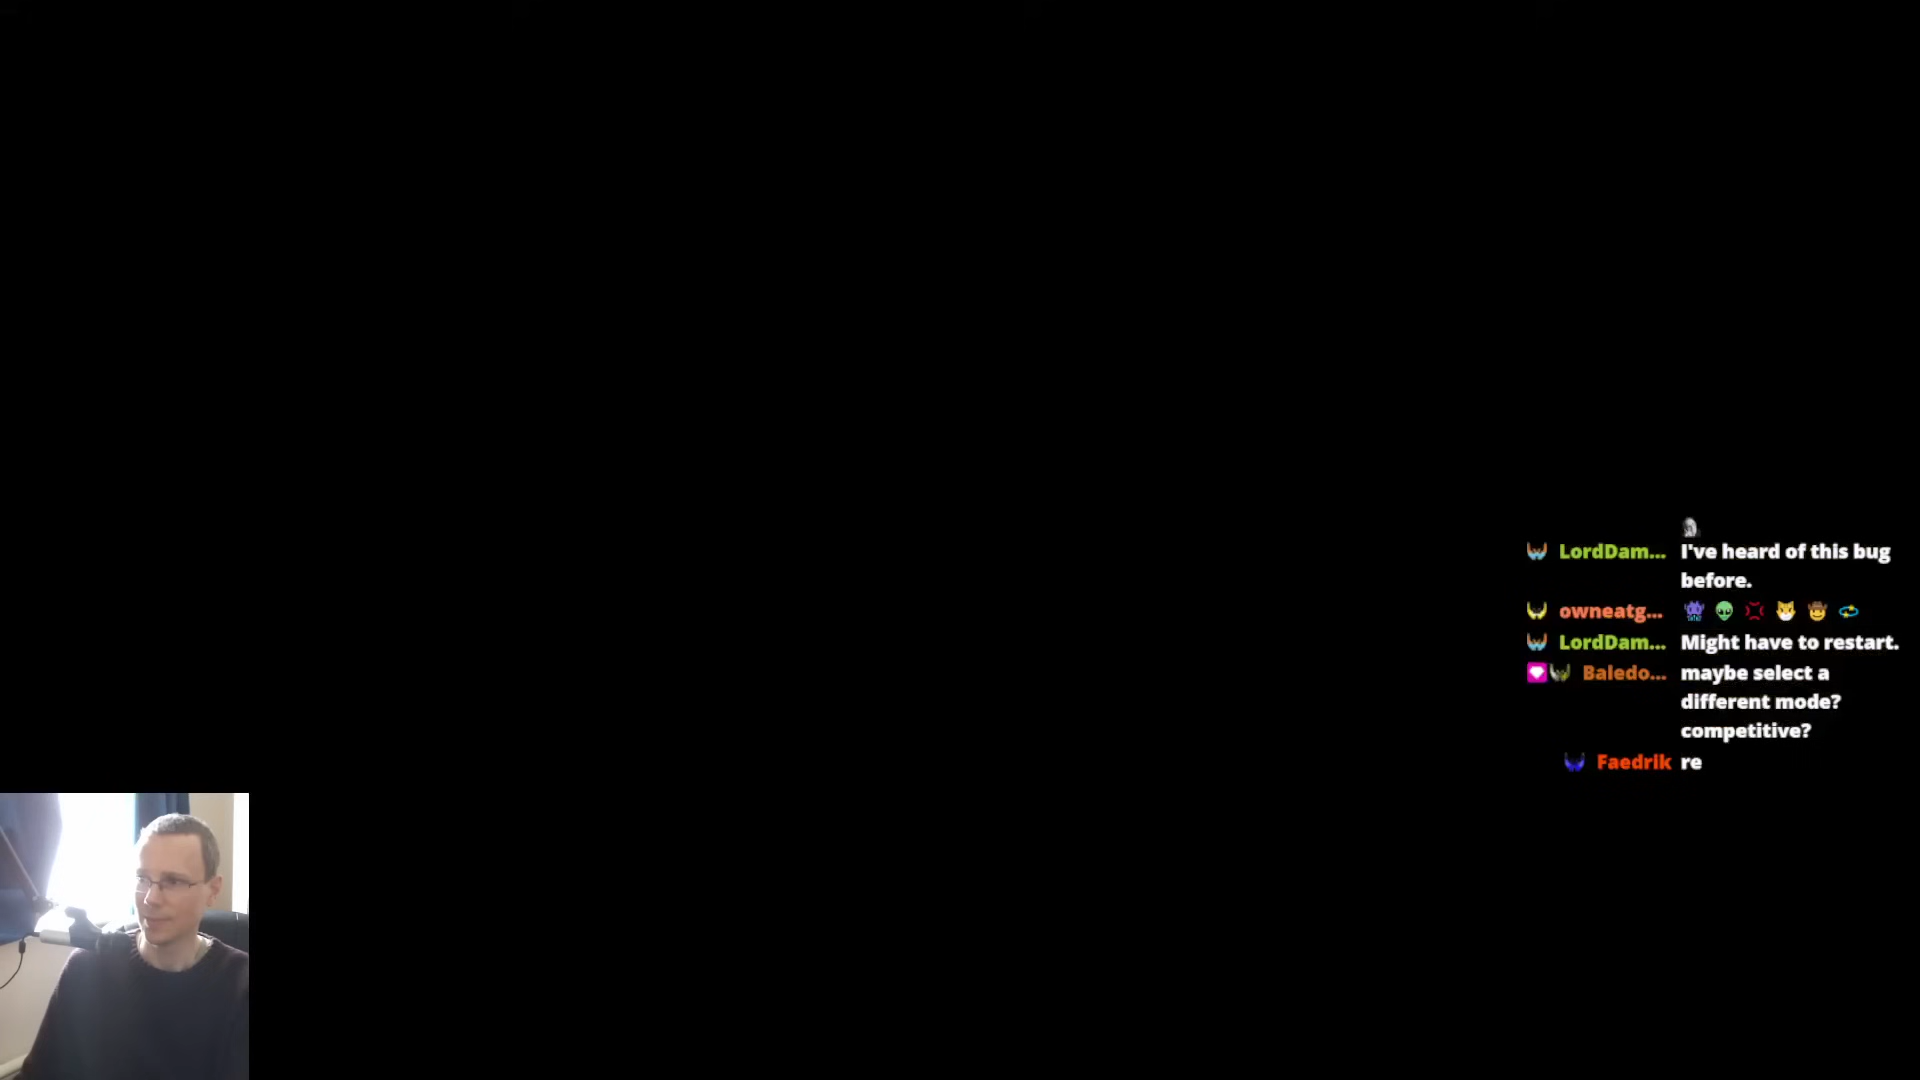 LordDam... I've heard of this bug
before.
owneatg...
LordDam... Might have to restart.
Baledo... maybe select a
different mode?
competitive?
Faedrik re